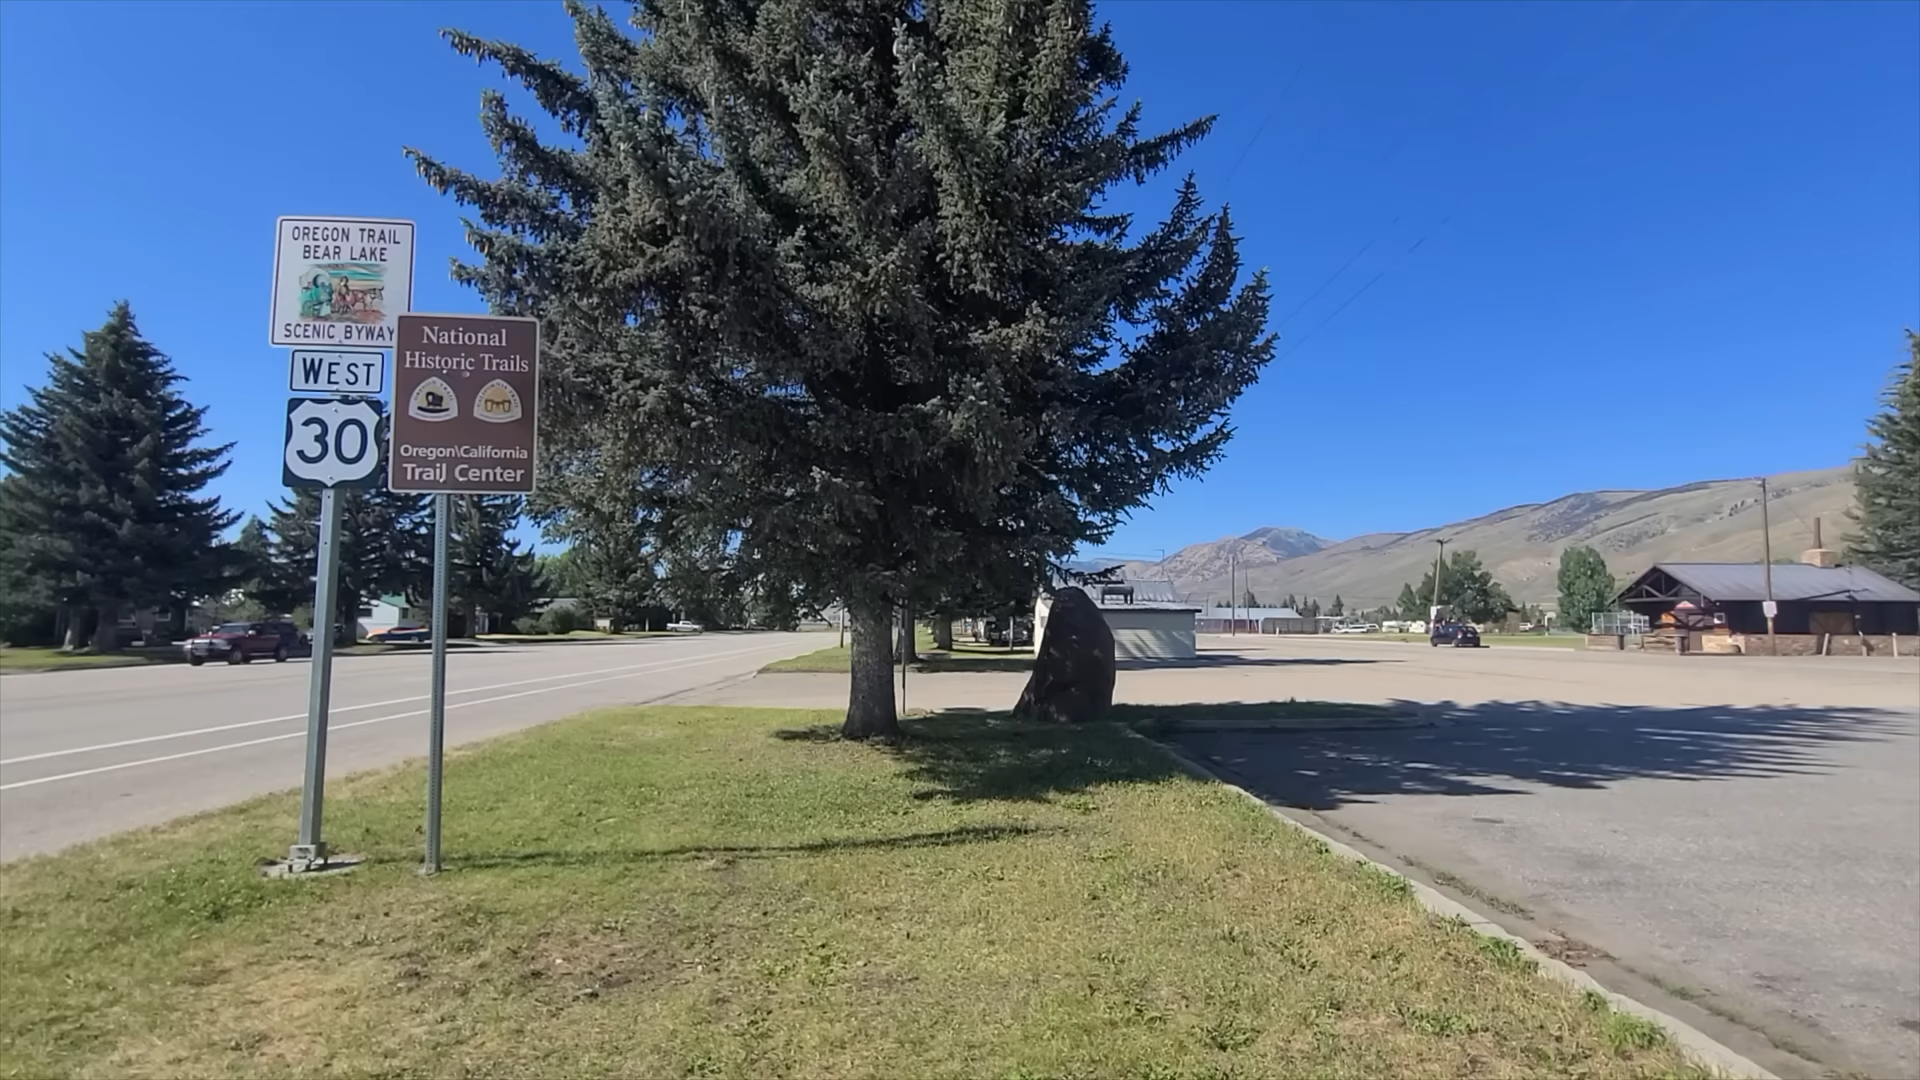 OREGON TRAIL
BEAR LAKE
SCENIC BYWAY
WEST
30
National
Historic Trails
Oregon\California
Trail Center